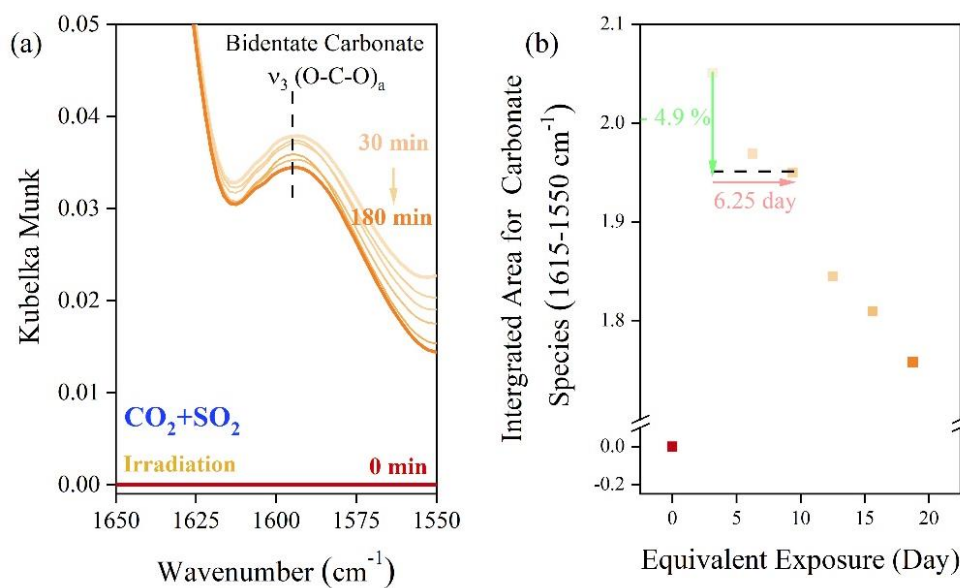 (a)
0.05
0.04
0.03
0.02
0.01
0.00
Kubelka Munk
Bidentate Carbonate
ν₃ (O-C-O)ₐ
30 min
180 min
CO₂+SO₂
Irradiation
0 min
1650
1625
1600
1575
1550
Wavenumber (cm⁻¹)
(b)
Intergrated Area for Carbonate
Species (1615-1550 cm⁻¹)
2.1
2.0
1.9
1.8
0.0
-0.2
- 4.9 %
6.25 day
0
5
10
15
20
Equivalent Exposure (Day)